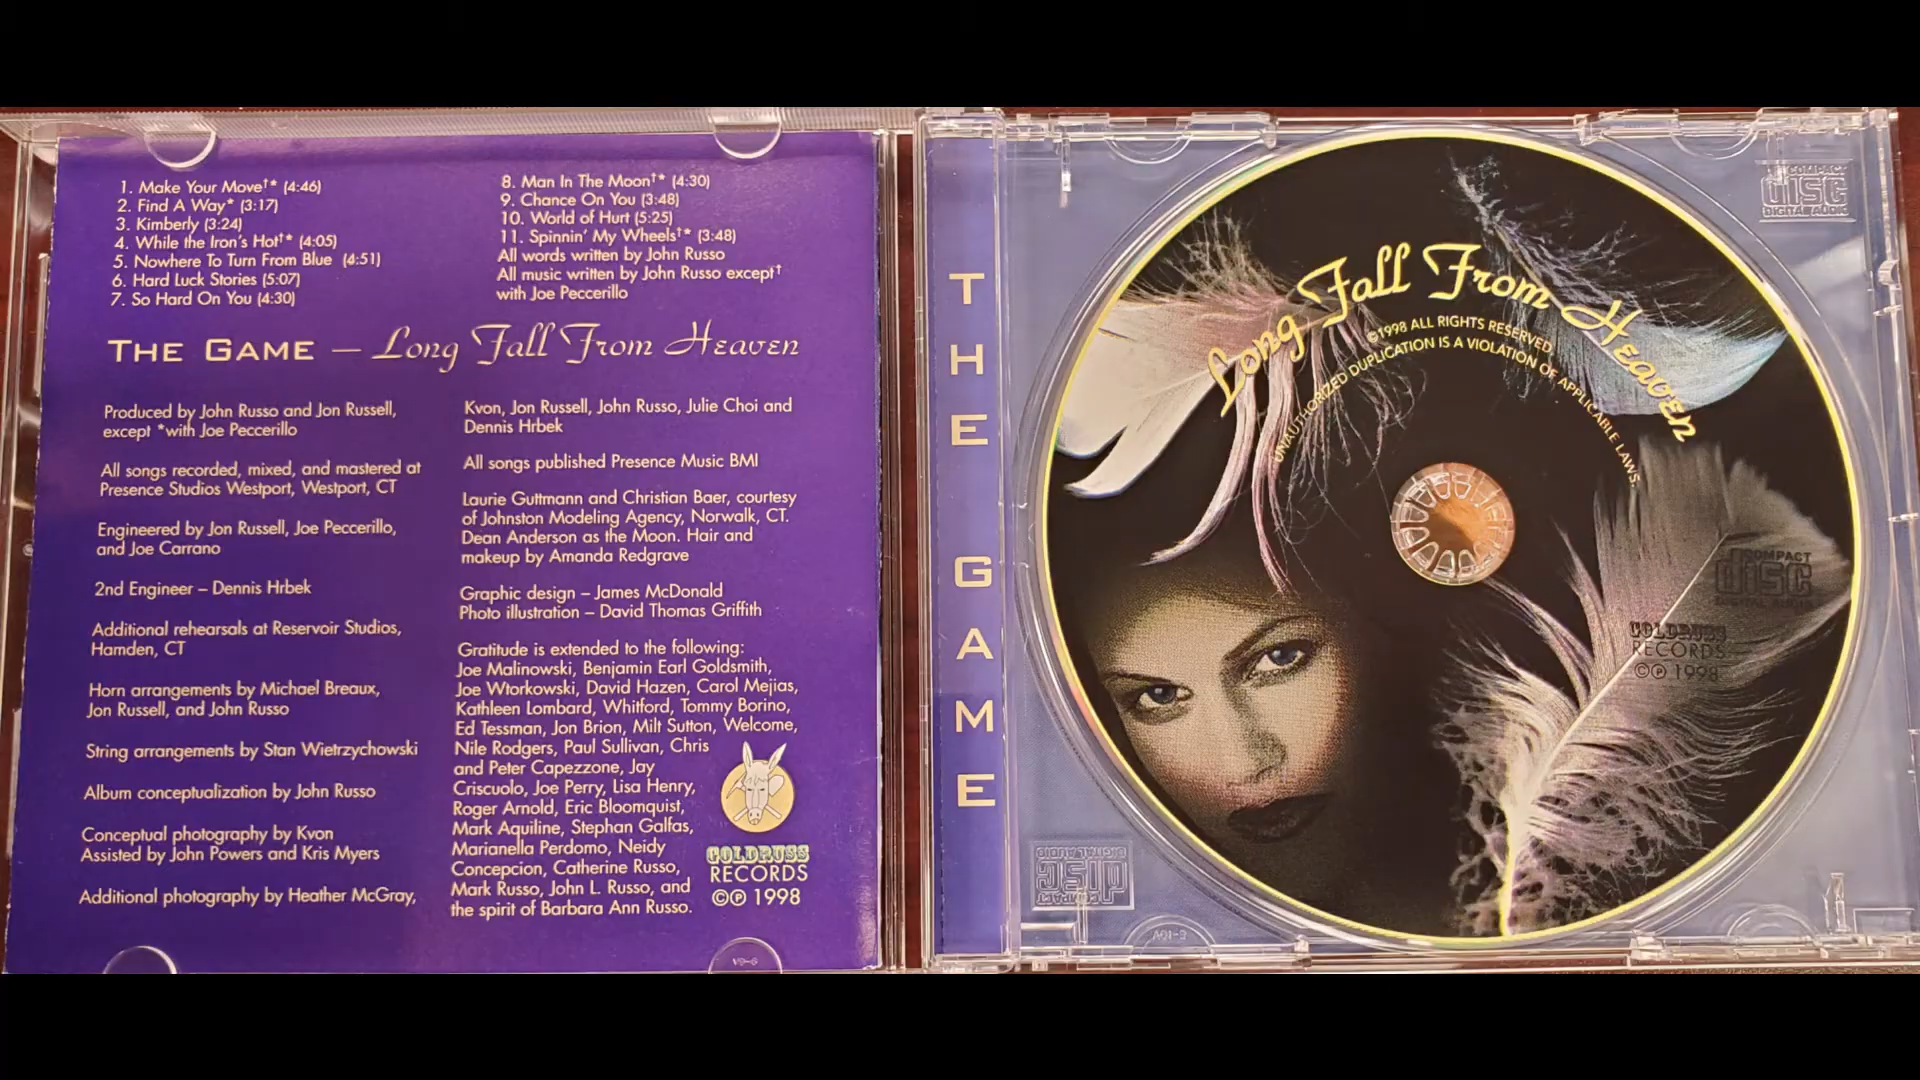 1. Make Your Move†* (4:46)
2. Find A Way* (3:17)
3. Kimberly (3:24)
4. While the Iron's Hot†* (4:05)
5. Nowhere To Turn From Blue (4:51)
6. Hard Luck Stories (5:07)
7. So Hard On You (4:30)
8. Man In The Moon†* (4:30)
9. Chance On You (3:48)
10. World of Hurt (5:25)
11. Spinnin' My Wheels†* (3:48)
All words written by John Russo
All music written by John Russo except†
with Joe Peccerillo
THE GAME – Long Fall From Heaven
Produced by John Russo and Jon Russell,
except *with Joe Peccerillo
All songs recorded, mixed, and mastered at
Presence Studios Westport, Westport, CT
Engineered by Jon Russell, Joe Peccerillo,
and Joe Carrano
2nd Engineer – Dennis Hrbek
Additional rehearsals at Reservoir Studios,
Hamden, CT
Horn arrangements by Michael Breaux,
Jon Russell, and John Russo
String arrangements by Stan Wietrzychowski
Album conceptualization by John Russo
Conceptual photography by Kvon
Assisted by John Powers and Kris Myers
Additional photography by Heather McGray,
Kvon, Jon Russell, John Russo, Julie Choi and
Dennis Hrbek
All songs published Presence Music BMI
Laurie Guttmann and Christian Baer, courtesy
of Johnston Modeling Agency, Norwalk, CT.
Dean Anderson as the Moon. Hair and
makeup by Amanda Redgrave
Graphic design – James McDonald
Photo illustration – David Thomas Griffith
Gratitude is extended to the following:
Joe Malinowski, Benjamin Earl Goldsmith,
Joe Wtorkowski, David Hazen, Carol Mejias,
Kathleen Lombard, Whitford, Tommy Borino,
Ed Tessman, Jon Brion, Milt Sutton, Welcome,
Nile Rodgers, Paul Sullivan, Chris
and Peter Capezzone, Jay
Criscuolo, Joe Perry, Lisa Henry,
Roger Arnold, Eric Bloomquist,
Mark Aquiline, Stephan Galfas,
Marianella Perdomo, Neidy
Concepcion, Catherine Russo,
Mark Russo, John L. Russo, and
the spirit of Barbara Ann Russo.
COLDRUSS
RECORDS
©℗ 1998
THE GAME
Long Fall From Heaven
©1998 ALL RIGHTS RESERVED
UNAUTHORIZED DUPLICATION IS A VIOLATION OF APPLICABLE LAWS.
COMPACT
disc
DIGITAL AUDIO
COLDRUSS
RECORDS
©℗ 1998
COMPACT
disc
DIGITAL AUDIO
COMPACT
disc
DIGITAL AUDIO